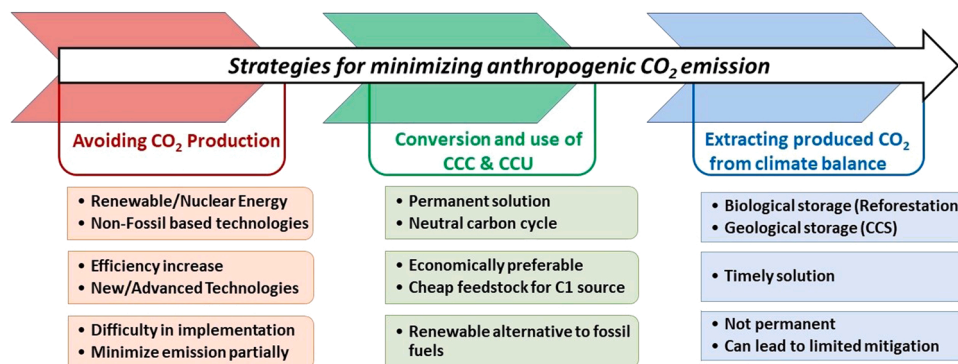 Strategies for minimizing anthropogenic CO₂ emission
Avoiding CO₂ Production
• Renewable/Nuclear Energy
• Non-Fossil based technologies
• Efficiency increase
• New/Advanced Technologies
• Difficulty in implementation
• Minimize emission partially
Conversion and use of
CCC & CCU
• Permanent solution
• Neutral carbon cycle
• Economically preferable
• Cheap feedstock for C1 source
• Renewable alternative to fossil
fuels
Extracting produced CO₂
from climate balance
• Biological storage (Reforestation
• Geological storage (CCS)
• Timely solution
• Not permanent
• Can lead to limited mitigation